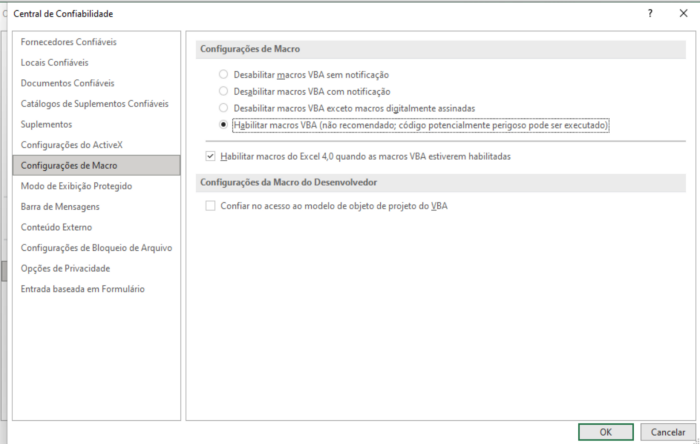 Central de Confiabilidade
?
Fornecedores Confiáveis
Locais Confiáveis
Documentos Confiáveis
Catálogos de Suplementos Confiáveis
Suplementos
Configurações do ActiveX
Configurações de Macro
Modo de Exibição Protegido
Barra de Mensagens
Conteúdo Externo
Configurações de Bloqueio de Arquivo
Opções de Privacidade
Entrada baseada em Formulário
Configurações de Macro
Desabilitar macros VBA sem notificação
Desabilitar macros VBA com notificação
Desabilitar macros VBA exceto macros digitalmente assinadas
Habilitar macros VBA (não recomendado; código potencialmente perigoso pode ser executado)
Habilitar macros do Excel 4,0 quando as macros VBA estiverem habilitadas
Configurações da Macro do Desenvolvedor
Confiar no acesso ao modelo de objeto de projeto do VBA
OK
Cancelar